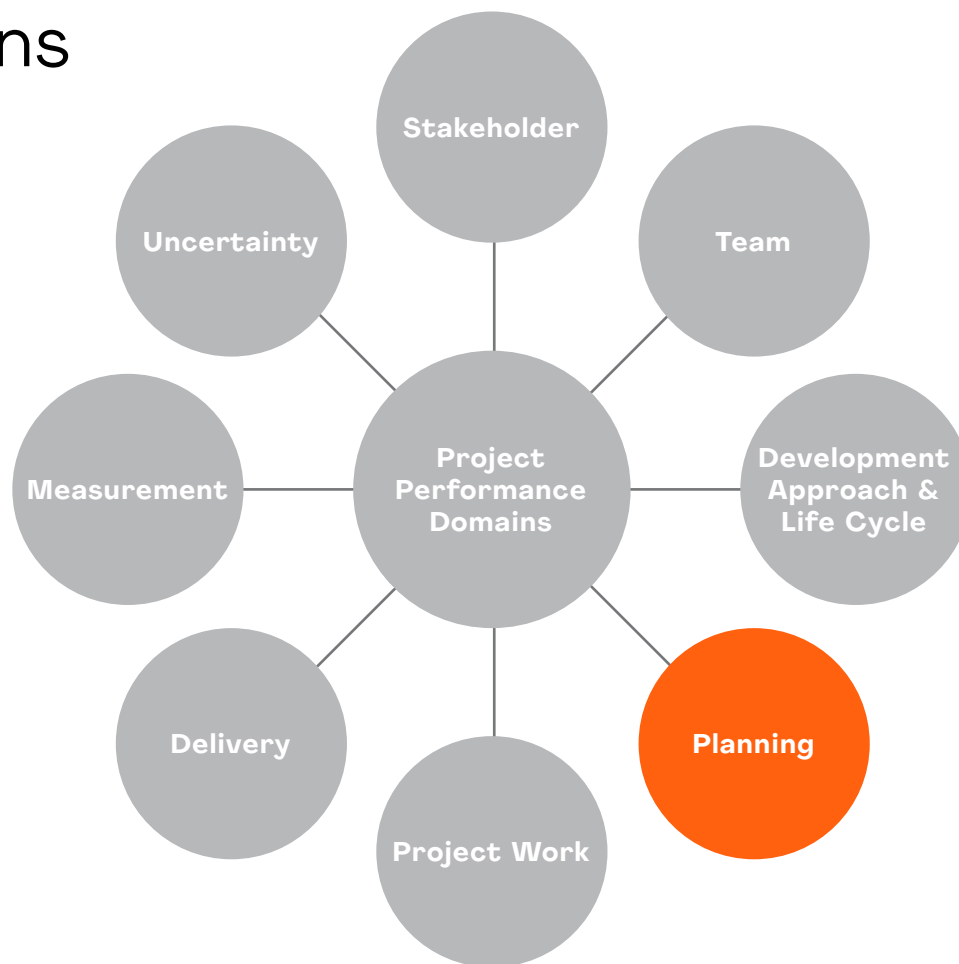 ns
Stakeholder
Uncertainty
Team
Project
Performance
Domains
Development
Approach &
Life Cycle
Measurement
Delivery
Planning
Project Work